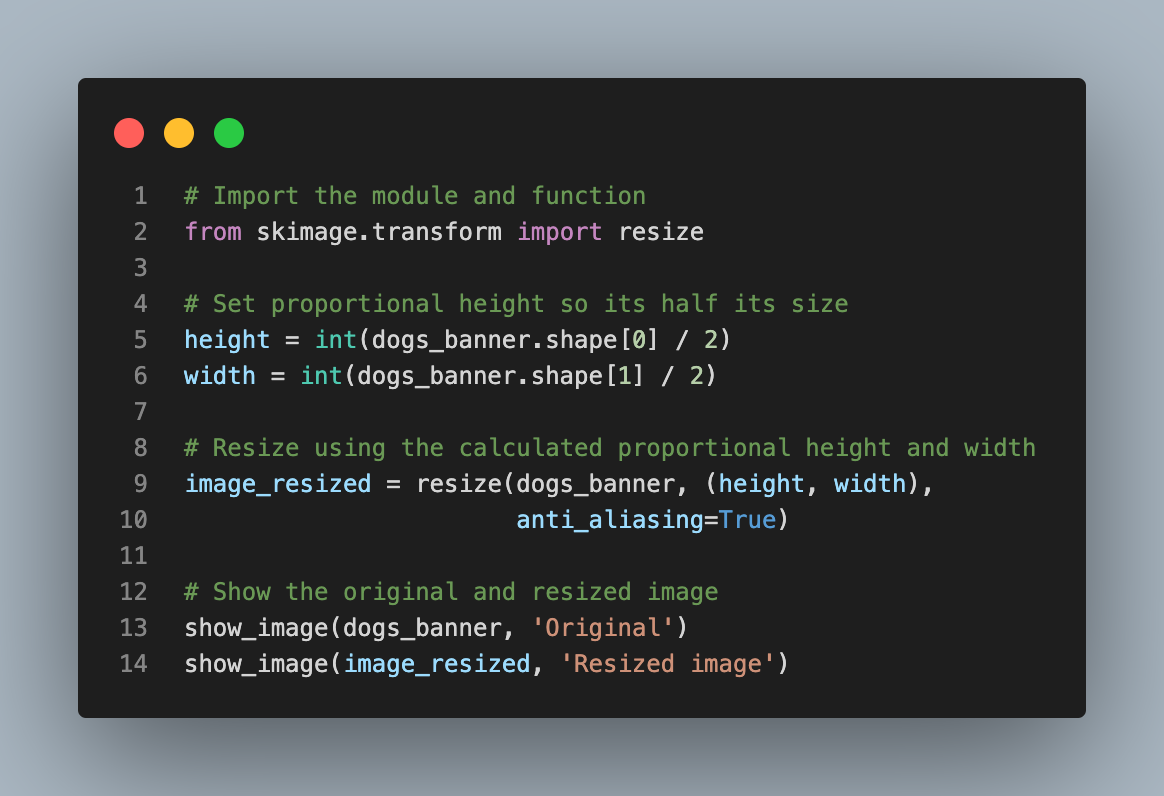 1 # Import the module and function
2 from skimage.transform import resize
3
4 # Set proportional height so its half its size
5 height = int(dogs_banner.shape[0] / 2)
6 width = int(dogs_banner.shape[1] / 2)
7
8 # Resize using the calculated proportional height and width
9 image_resized = resize(dogs_banner, (height, width),
10                        anti_aliasing=True)
11
12 # Show the original and resized image
13 show_image(dogs_banner, 'Original')
14 show_image(image_resized, 'Resized image')